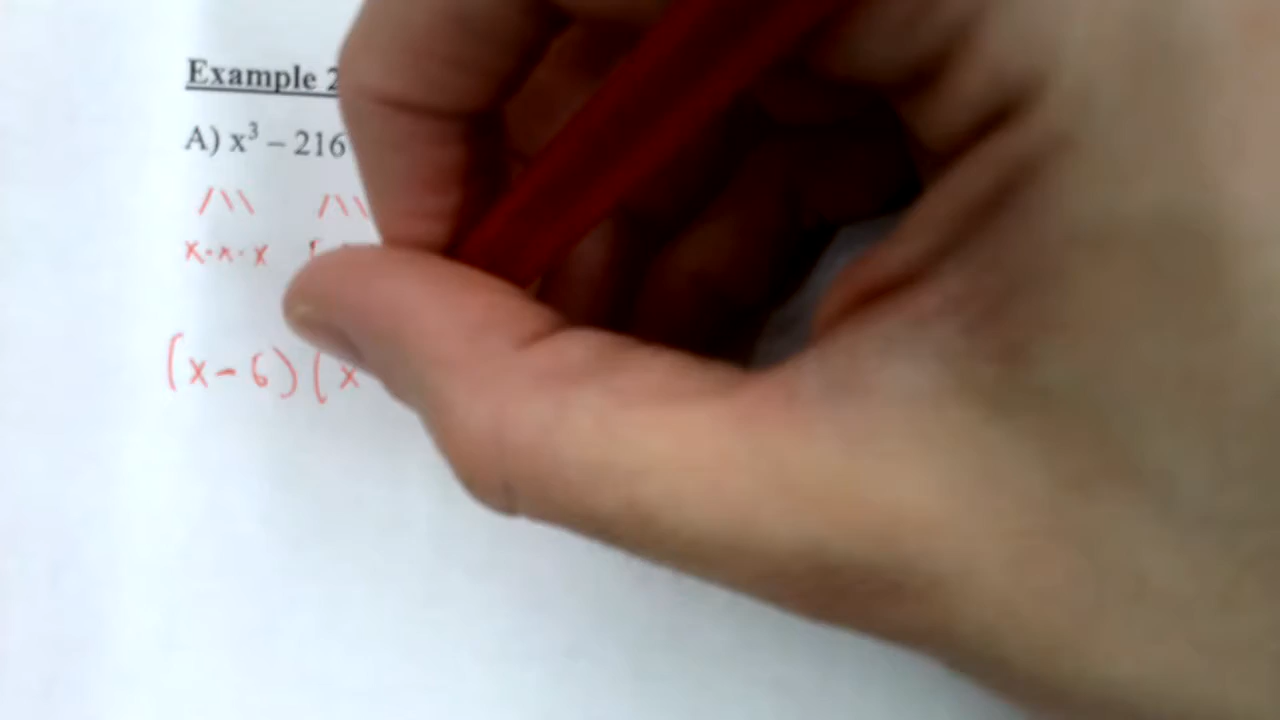 Example 2
A) x³ – 216
/\\ /\\
x·x·x
(x-6)(x